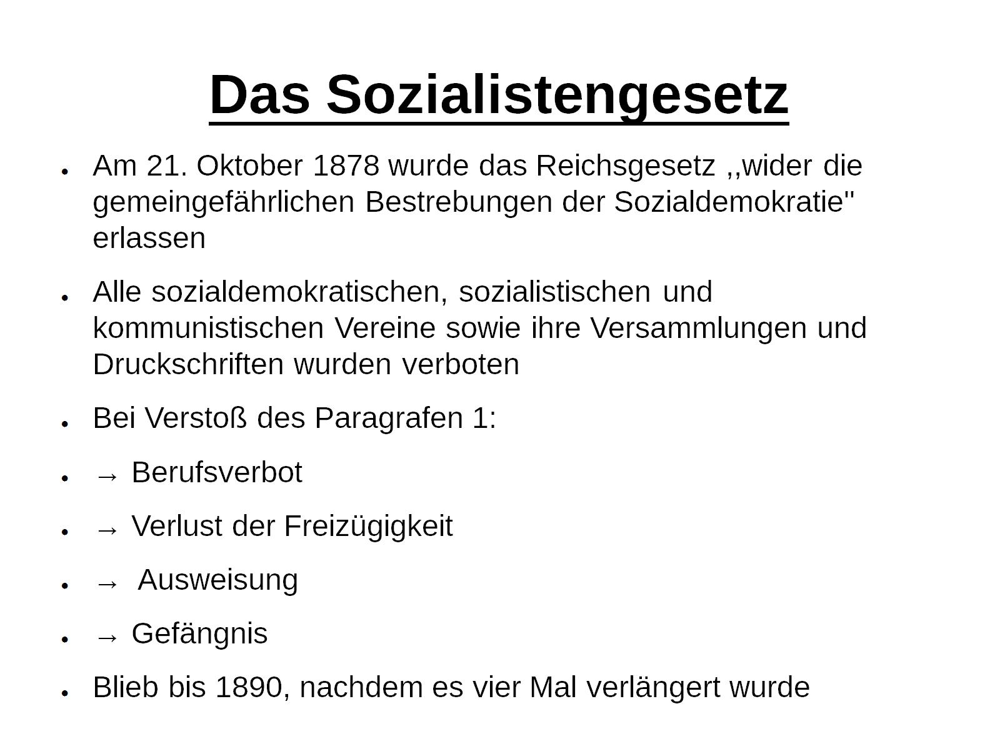 Das Sozialistengesetz
• Am 21. Oktober 1878 wurde das Reichsgesetz ,,wider die
gemeingefährlichen Bestrebungen der Sozialdemokratie"
erlassen
• Alle sozialdemokratischen, sozialistischen und
kommunistischen Vereine sowie ihre Versammlungen und
Druckschriften wurden verboten
• Bei Verstoß des Paragrafen 1:
• → Berufsverbot
• → Verlust der Freizügigkeit
• → Ausweisung
• → Gefängnis
• Blieb bis 1890, nachdem es vier Mal verlängert wurde